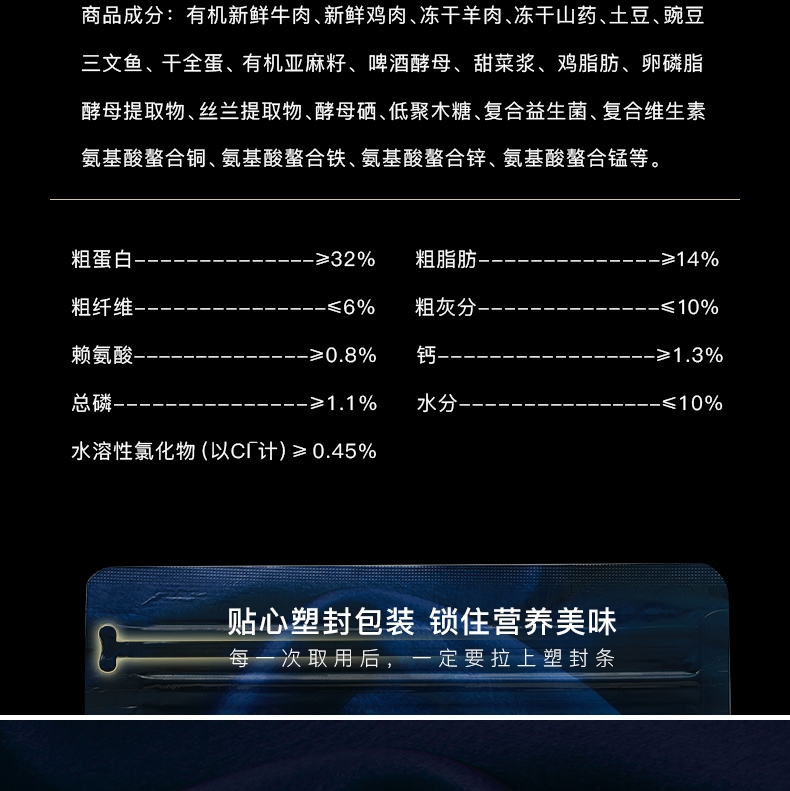 商品成分：有机新鲜牛肉、新鲜鸡肉、冻干羊肉、冻干山药、土豆、豌豆
三文鱼、干全蛋、有机亚麻籽、啤酒酵母、甜菜浆、鸡脂肪、卵磷脂
酵母提取物、丝兰提取物、酵母硒、低聚木糖、复合益生菌、复合维生素
氨基酸螯合铜、氨基酸螯合铁、氨基酸螯合锌、氨基酸螯合锰等。
粗蛋白--------------≥32% 粗脂肪--------------≥14%
粗纤维---------------≤6% 粗灰分--------------≤10%
赖氨酸--------------≥0.8% 钙-----------------≥1.3%
总磷---------------≥1.1% 水分----------------≤10%
水溶性氯化物（以Cl⁻计）≥0.45%
贴心塑封包装 锁住营养美味
每一次取用后，一定要拉上塑封条